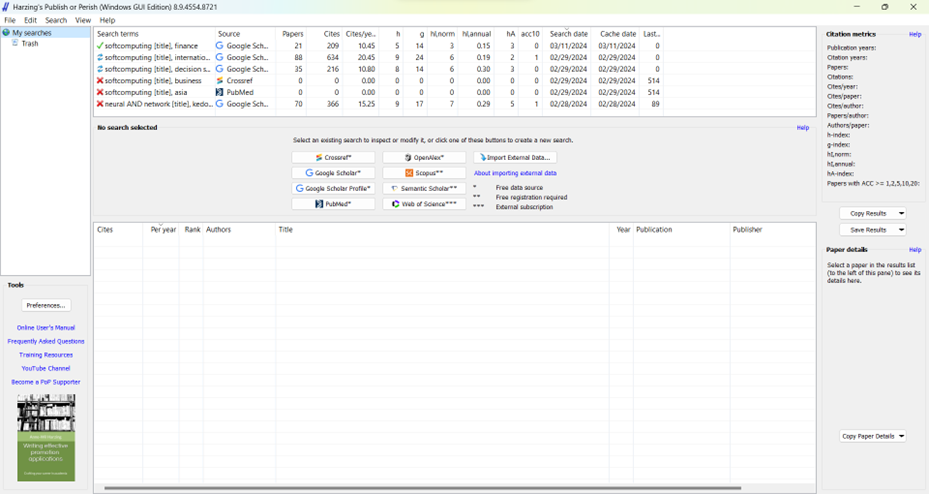 Harzing's Publish or Perish (Windows GUI Edition) 8.9.4554.8721
File Edit Search View Help
My searches
Trash
Search terms Source Papers Cites Cites/ye... h g hI,norm hI,annual hA acc10 Search date Cache date Last...
softcomputing [title], finance Google Sch... 21 209 10.45 5 14 3 0.15 3 0 03/11/2024 03/11/2024 0
softcomputing [title], internatio... Google Sch... 88 634 20.45 9 24 6 0.19 2 1 02/29/2024 02/29/2024 0
softcomputing [title], decision s... Google Sch... 35 216 10.80 8 14 6 0.30 3 0 02/29/2024 02/29/2024 0
softcomputing [title], business Crossref 0 0 0.00 0 0 0 0.00 0 0 02/29/2024 02/29/2024 514
softcomputing [title], asia PubMed 0 0 0.00 0 0 0 0.00 0 0 02/29/2024 02/29/2024 514
neural AND network [title], kedo... Google Sch... 70 366 15.25 9 17 7 0.29 5 1 02/28/2024 02/28/2024 89
No search selected Help
Select an existing search to inspect or modify it, or click one of these buttons to create a new search.
Crossref* OpenAlex* Import External Data...
Google Scholar* Scopus** About importing external data
Google Scholar Profile* Semantic Scholar** * Free data source
** Free registration required
PubMed* Web of Science*** *** External subscription
Cites Per year Rank Authors Title Year Publication Publisher
Citation metrics Help
Publication years:
Citation years:
Papers:
Citations:
Cites/year:
Cites/paper:
Cites/author:
Papers/author:
Authors/paper:
h-index:
g-index:
hI,norm:
hI,annual:
hA-index:
Papers with ACC >= 1,2,5,10,20:
Copy Results
Save Results
Paper details Help
Select a paper in the results list
(to the left of this pane) to see its
details here.
Copy Paper Details
Tools
Preferences...
Online User's Manual
Frequently Asked Questions
Training Resources
YouTube Channel
Become a PoP Supporter
Writing effective
promotion
applications